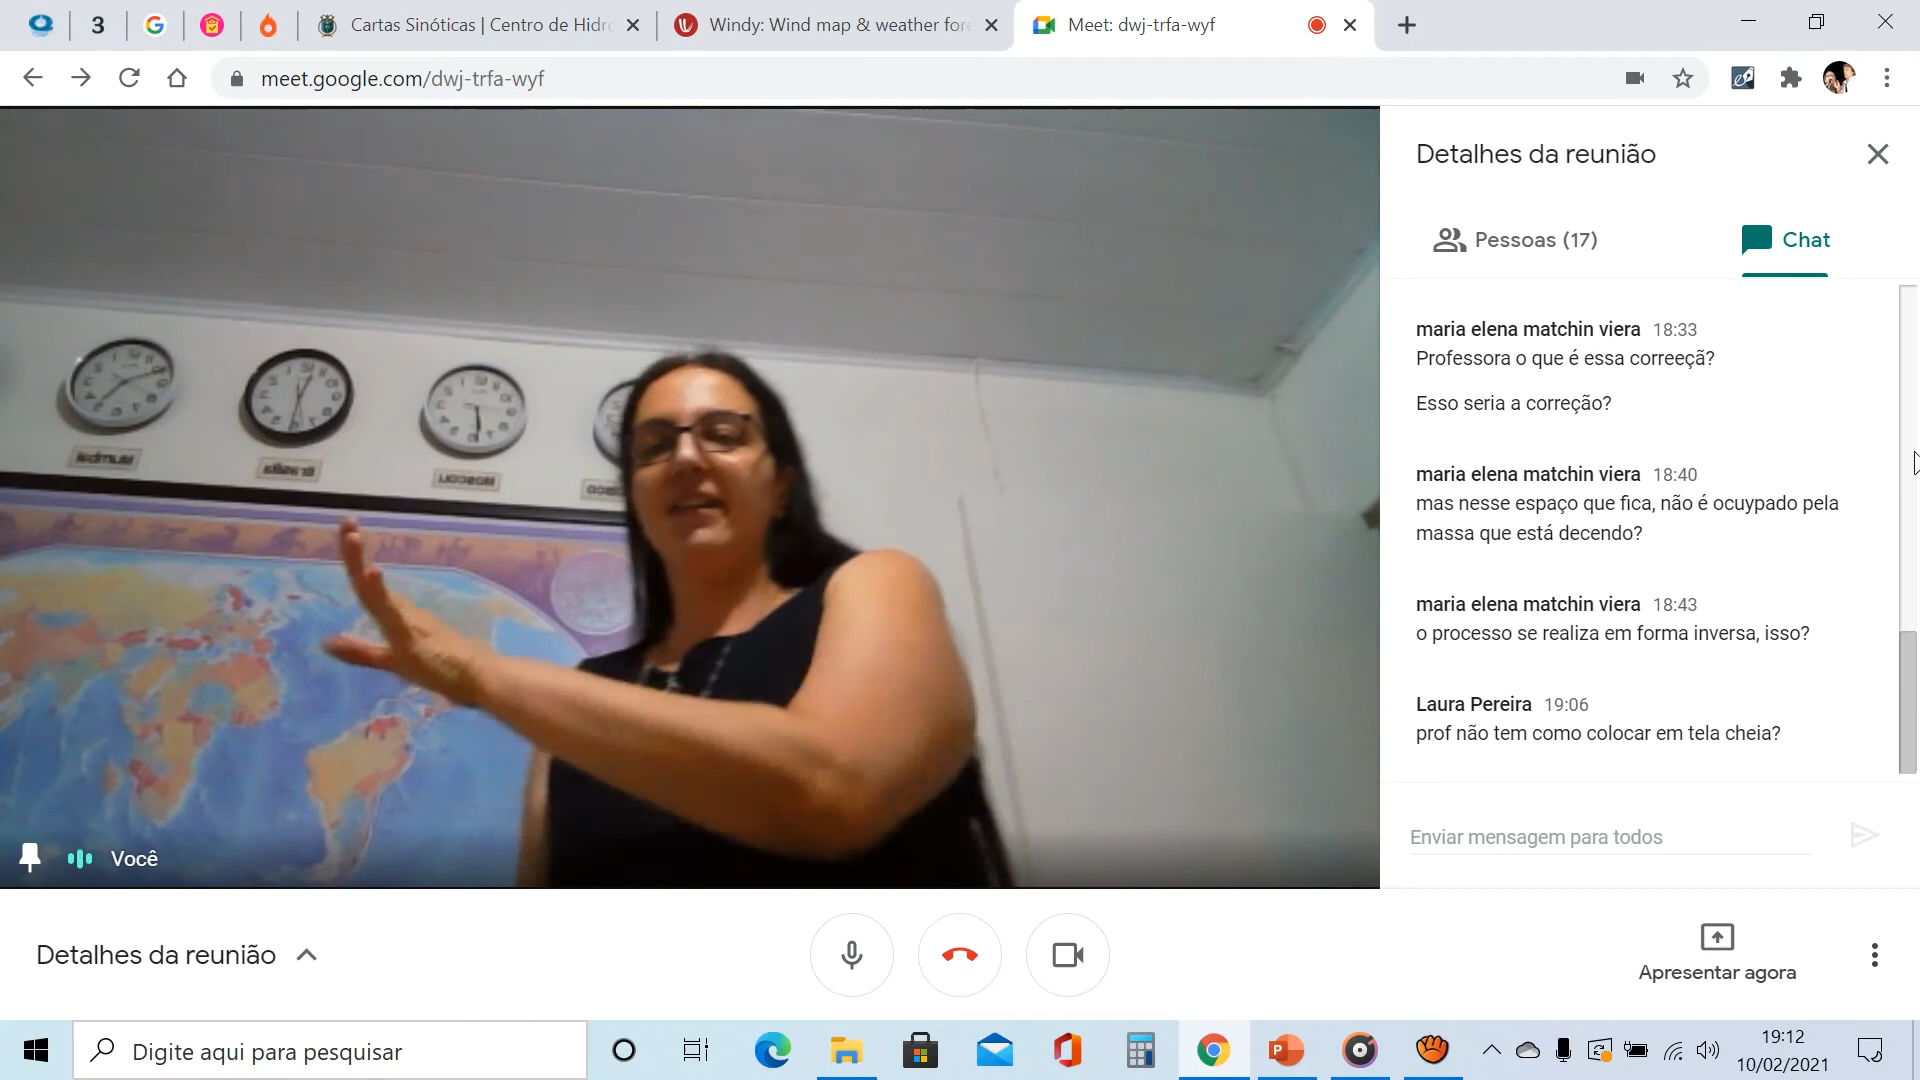 3
Cartas Sinóticas | Centro de Hidro
Windy: Wind map & weather fore
Meet: dwj-trfa-wyf
meet.google.com/dwj-trfa-wyf
Detalhes da reunião
Pessoas (17)
Chat
maria elena matchin viera 18:33
Professora o que é essa correeçã?
Esso seria a correção?
maria elena matchin viera 18:40
mas nesse espaço que fica, não é ocuypado pela
massa que está decendo?
maria elena matchin viera 18:43
o processo se realiza em forma inversa, isso?
Laura Pereira 19:06
prof não tem como colocar em tela cheia?
Enviar mensagem para todos
Você
Detalhes da reunião
Apresentar agora
Digite aqui para pesquisar
19:12
10/02/2021